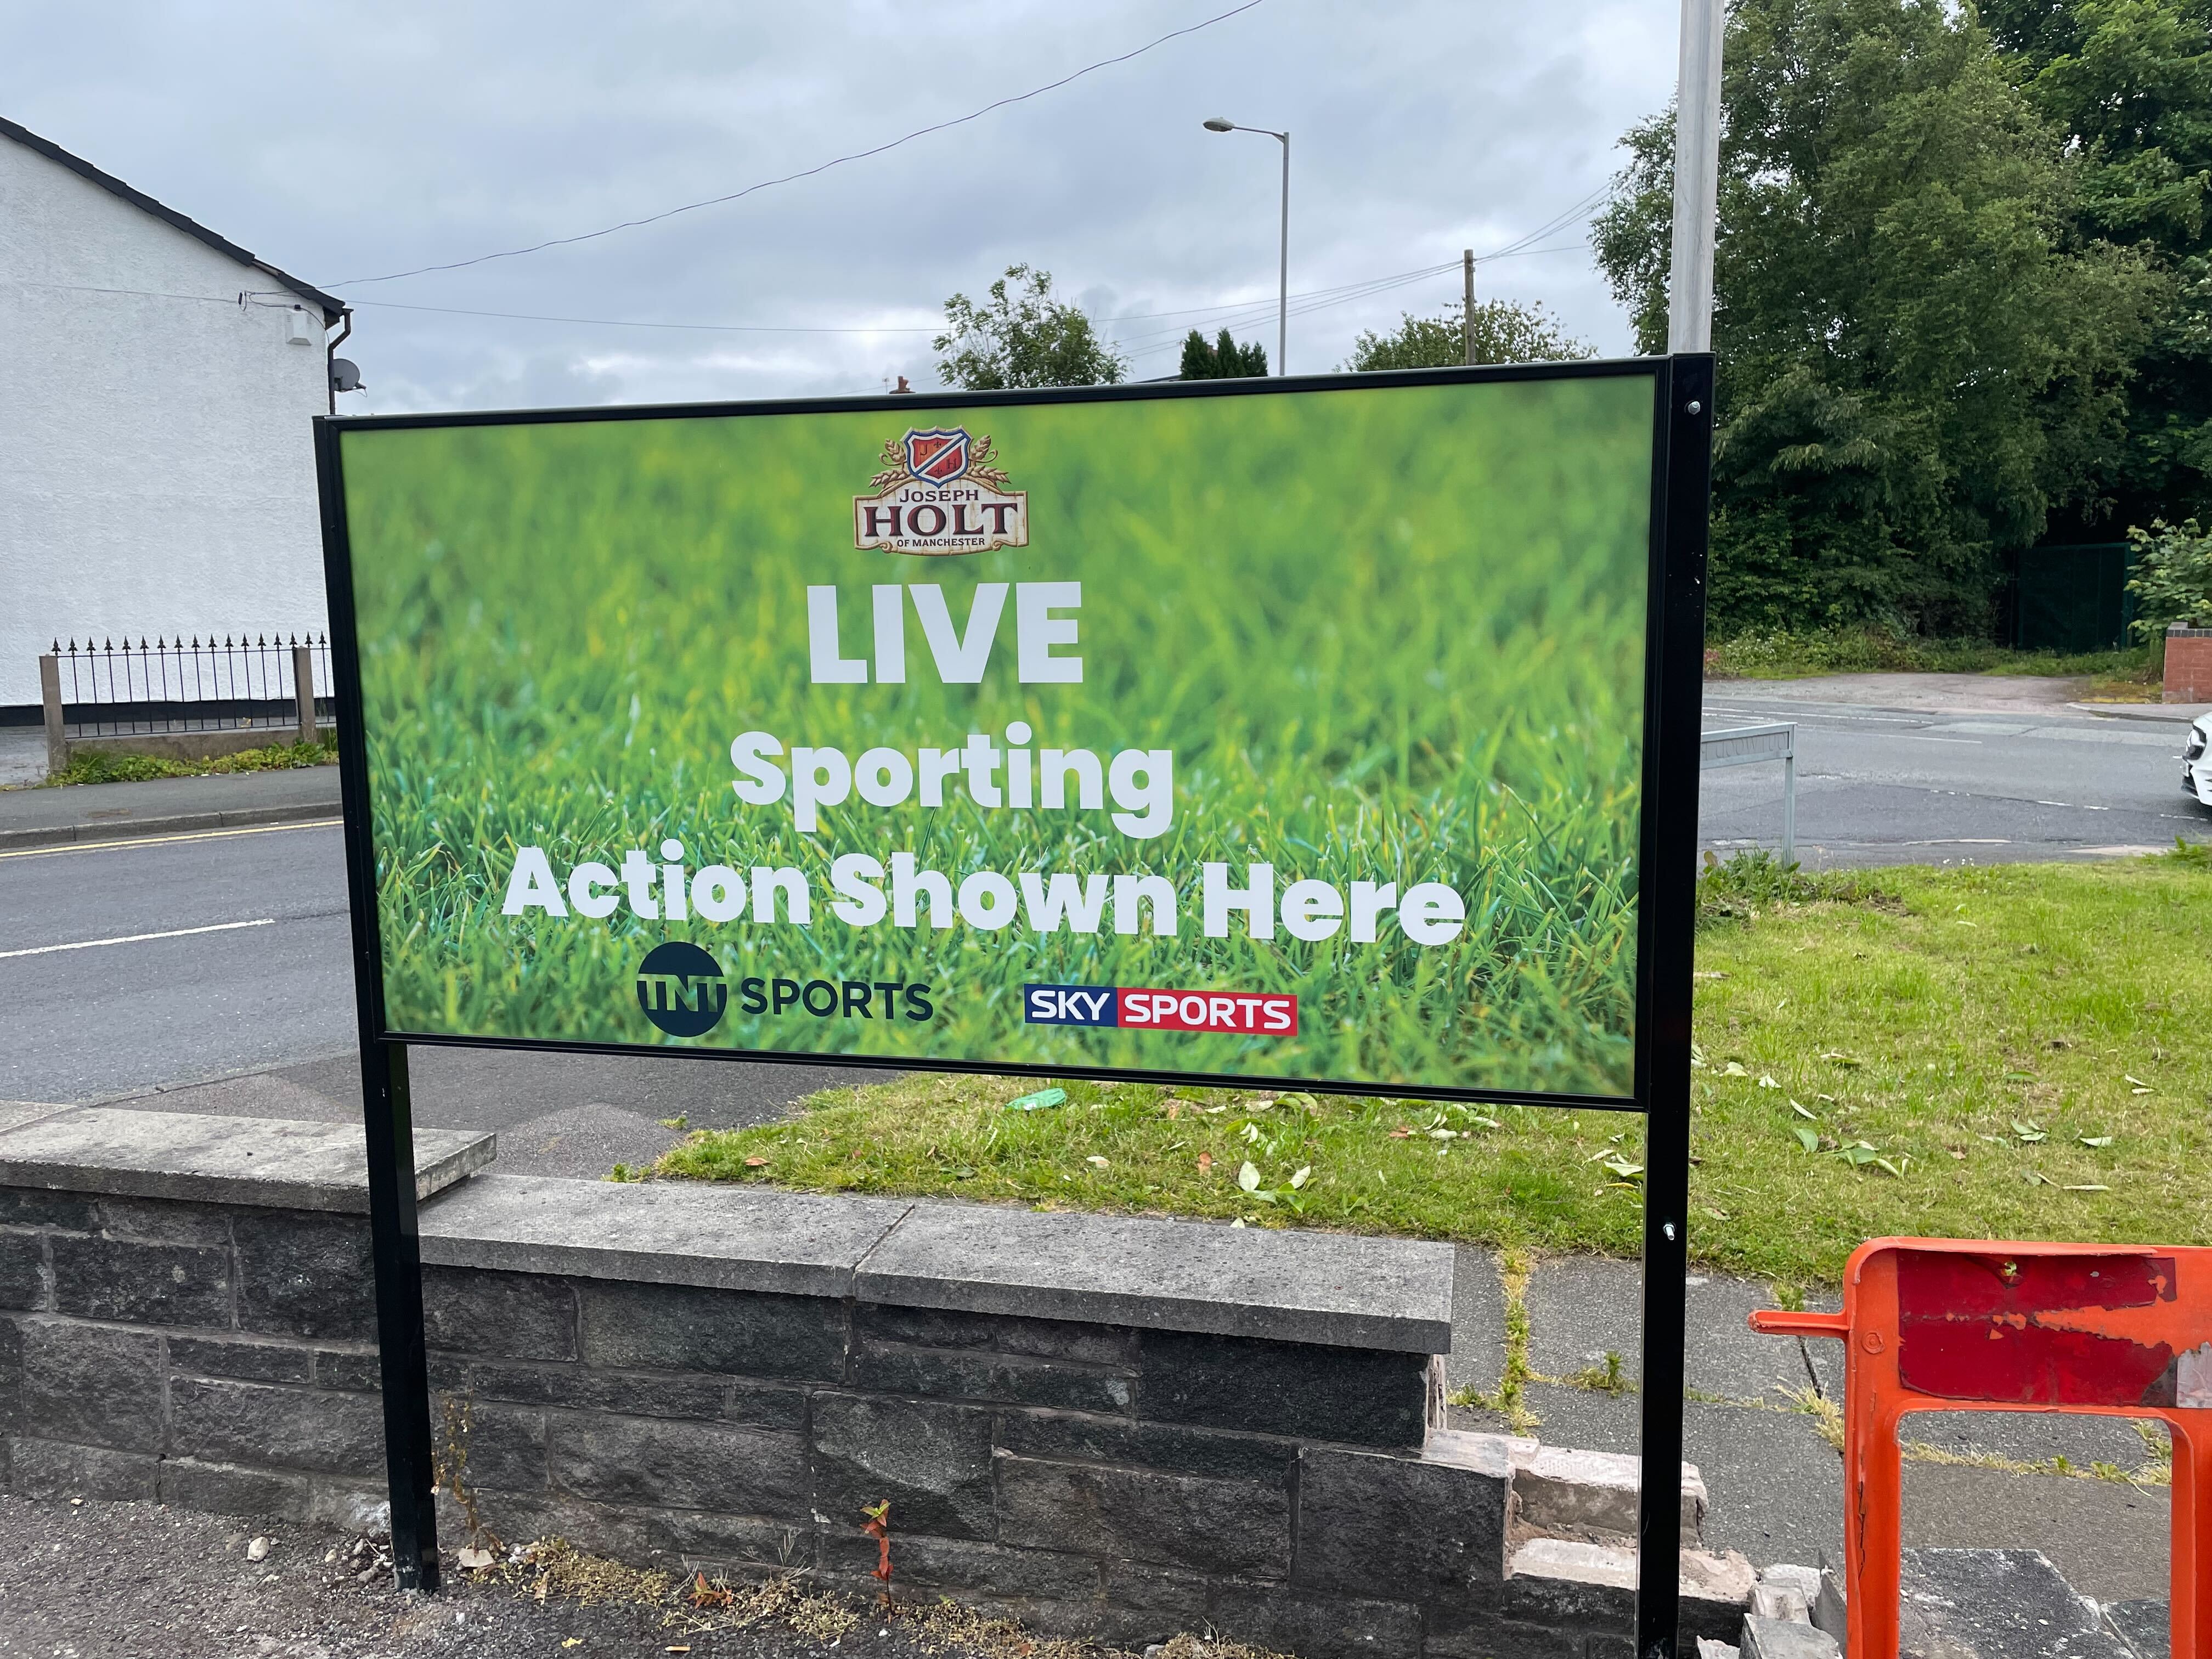 J H
JOSEPH
HOLT
OF MANCHESTER
LIVE
Sporting
Action Shown Here
TNT SPORTS
SKY SPORTS